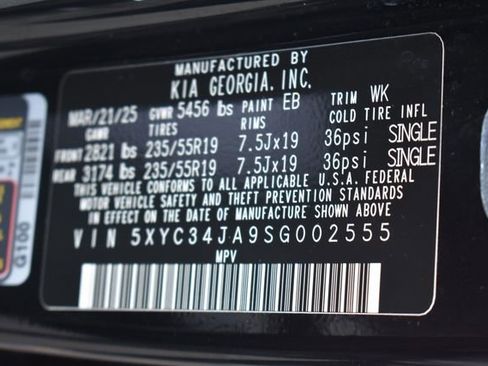 MANUFACTURED BY
KIA GEORGIA, INC.
MAR/21/25 GVWR 5456 lbs PAINT EB TRIM WK
GAWR TIRES RIMS COLD TIRE INFL
FRONT 2821 lbs 235/55R19 7.5Jx19 36psi SINGLE
REAR 3174 lbs 235/55R19 7.5Jx19 36psi SINGLE
THIS VEHICLE CONFORMS TO ALL APPLICABLE U.S.A. FEDERAL
MOTOR VEHICLE SAFETY AND THEFT PREVENTION STANDARDS
IN EFFECT ON THE DATE OF MANUFACTURE SHOWN ABOVE.
VIN 5XYC34JA9SG002555
MPV
G100